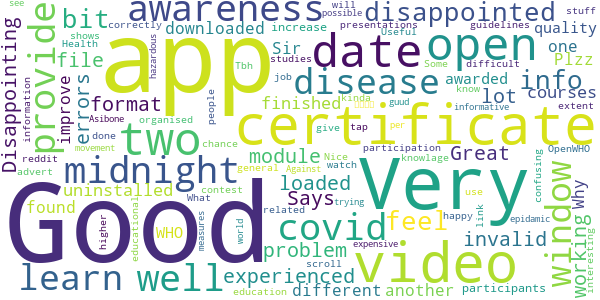 awareness disappointed
bit downloaded increase presentations guidelines stuff
see correctly Tbh will possible Useful
Health Sir quality
shows file date open
Disappointing provide app hazardous studies difficult Some one Plzz
improve errors job disease awarded info
format finished lot courses
information Asibone organised kinda know extent
done people two certificate
reddit chance give tap per informative
movement midnight module participation knowlage OpenWHO
advert contest general Against Nice watch Great
uninstalled loaded Very window Why working interesting
found WHO Says feel confusing
What related trying happy link
Good covid video invalid
higher educational measures world problem use epidemic
education expensive scroll
learn well experienced different another participants
guud